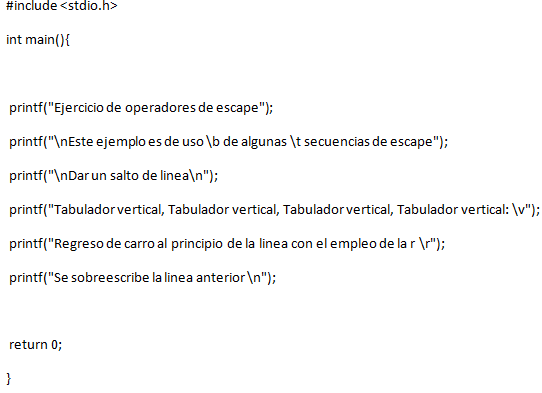 #include <stdio.h>
int main(){
printf("Ejercicio de operadores de escape");
printf("\nEste ejemplo es de uso \b de algunas \t secuencias de escape");
printf("\nDar un salto de linea\n");
printf("Tabulador vertical, Tabulador vertical, Tabulador vertical, Tabulador vertical: \v");
printf("Regreso de carro al principio de la linea con el empleo de la r \r");
printf("Se sobreescribe la linea anterior \n");
return 0;
}